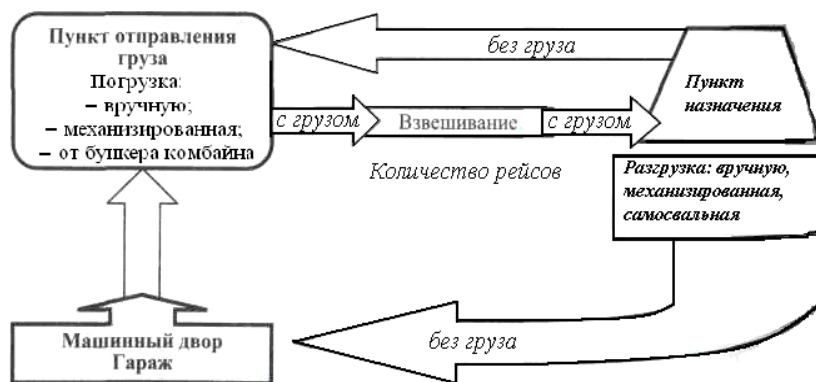 Пункт отправления
груза
Погрузка:
– вручную;
– механизированная;
– от бункера комбайна
без груза
Пункт
назначения
с грузом
Взвешивание
с грузом
Количество рейсов
Разгрузка: вручную,
механизированная,
самосвальная
Машинный двор
Гараж
без груза